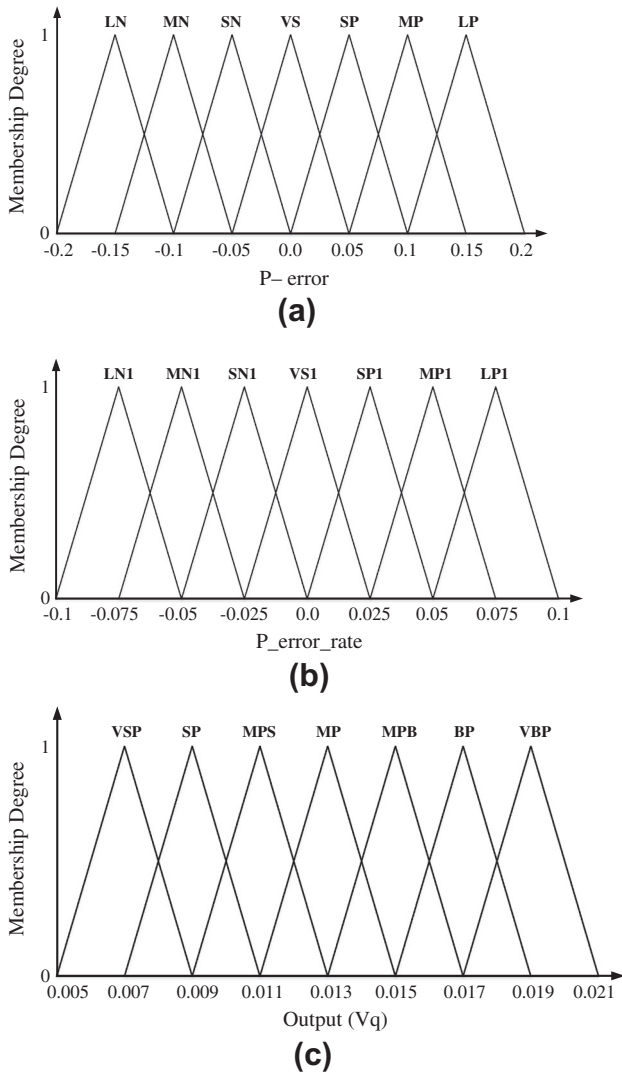 LN MN SN VS SP MP LP
1
Membership Degree
0
-0.2 -0.15 -0.1 -0.05 0.0 0.05 0.1 0.15 0.2
P– error
(a)
LN1 MN1 SN1 VS1 SP1 MP1 LP1
1
Membership Degree
0
-0.1 -0.075 -0.05 -0.025 0.0 0.025 0.05 0.075 0.1
P_error_rate
(b)
VSP SP MPS MP MPB BP VBP
1
Membership Degree
0
0.005 0.007 0.009 0.011 0.013 0.015 0.017 0.019 0.021
Output (Vq)
(c)